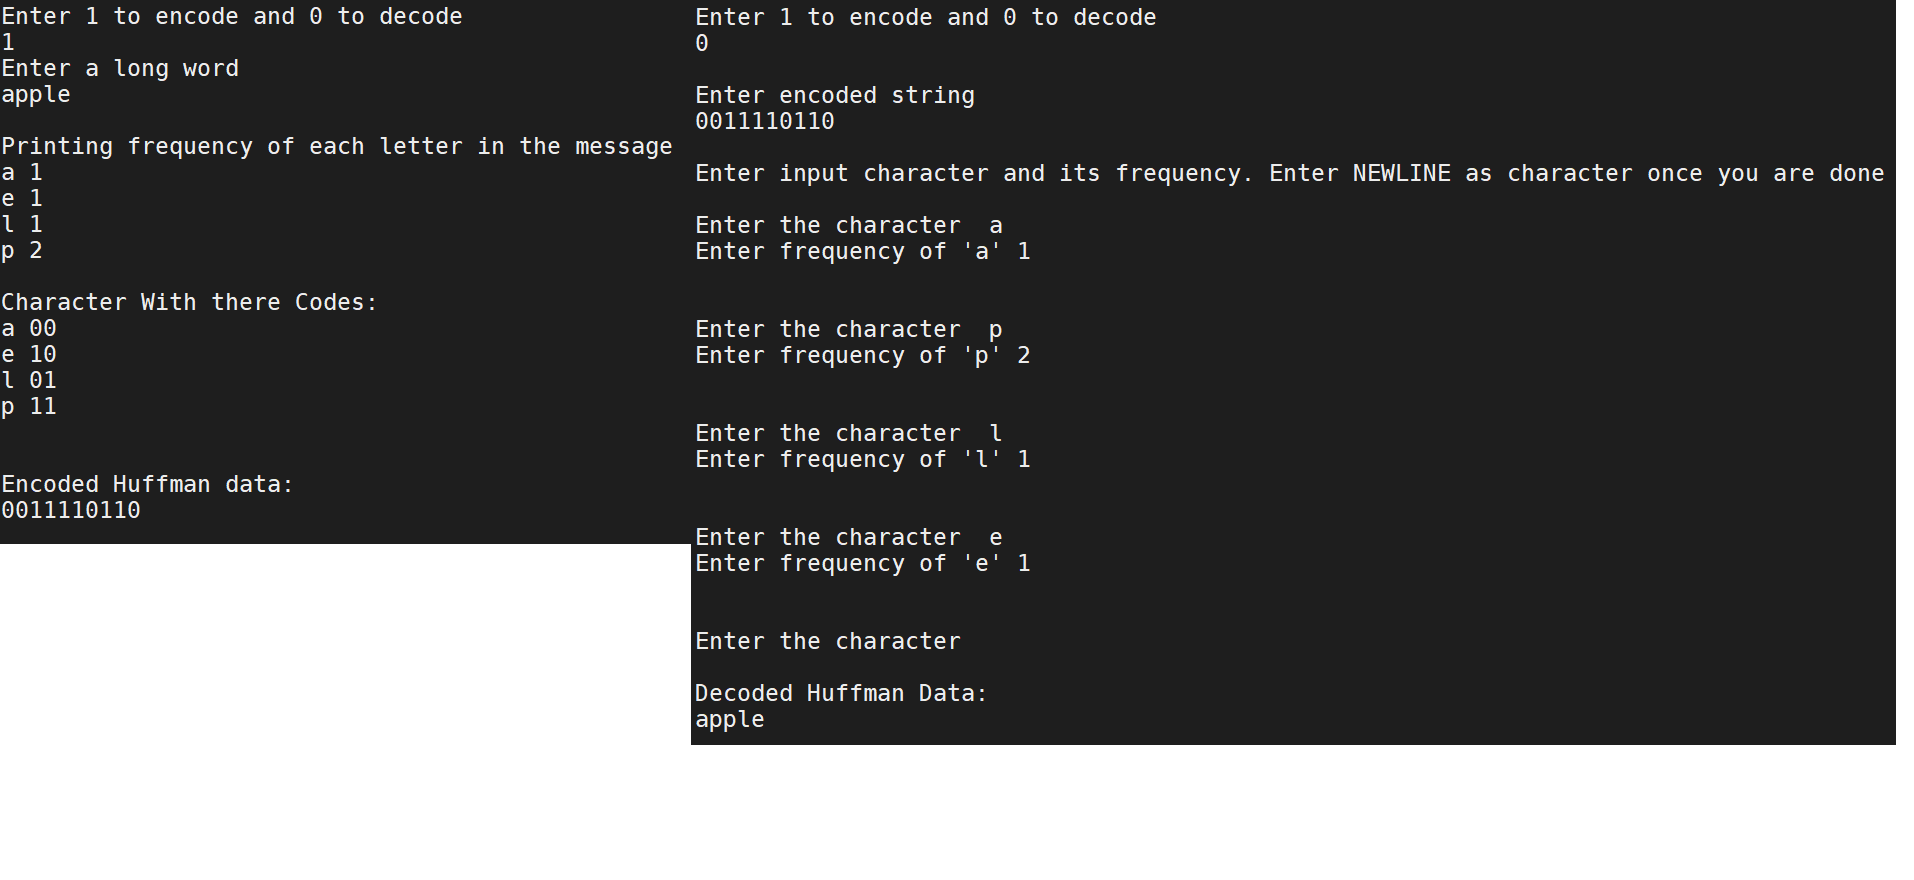 Enter 1 to encode and 0 to decode
1
Enter a long word
apple
Printing frequency of each letter in the message
a 1
e 1
l 1
p 2
Character With there Codes:
a 00
e 10
l 01
p 11
Encoded Huffman data:
0011110110
Enter 1 to encode and 0 to decode
0
Enter encoded string
0011110110
Enter input character and its frequency. Enter NEWLINE as character once you are done
Enter the character  a
Enter frequency of 'a' 1
Enter the character  p
Enter frequency of 'p' 2
Enter the character  l
Enter frequency of 'l' 1
Enter the character  e
Enter frequency of 'e' 1
Enter the character
Decoded Huffman Data:
apple